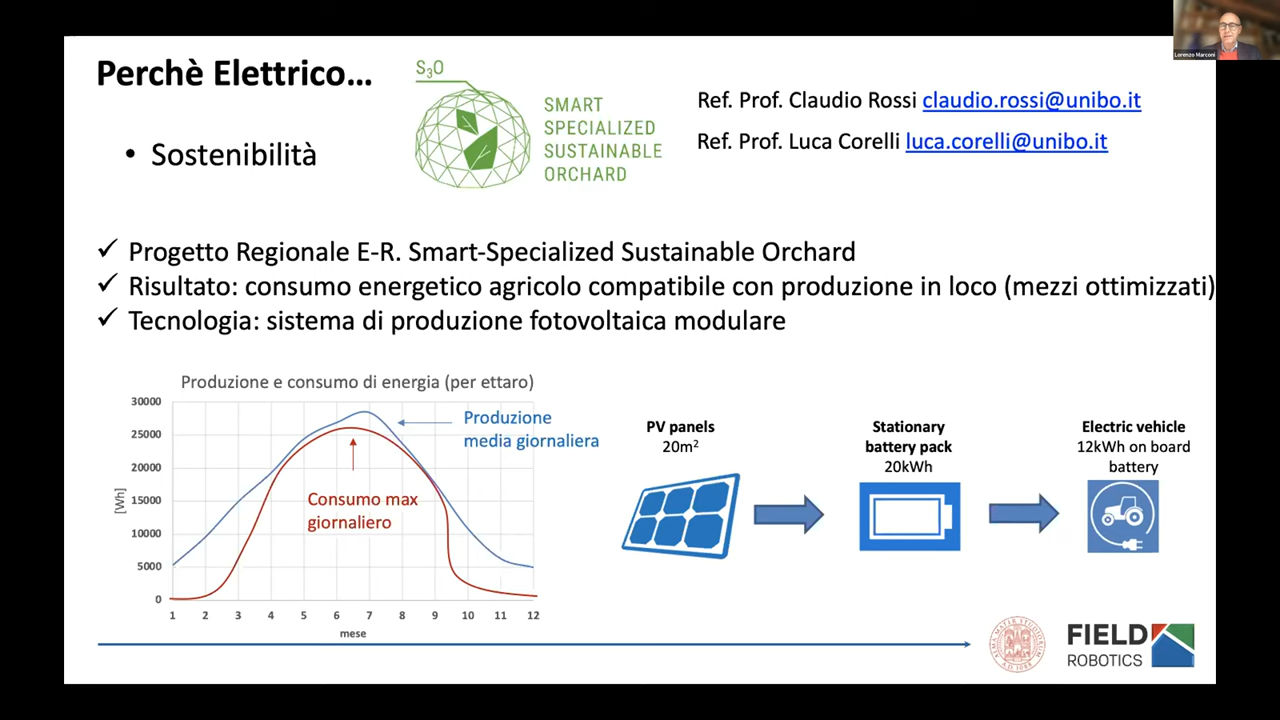 Perchè Elettrico…
• Sostenibilità
S3O
SMART
SPECIALIZED
SUSTAINABLE
ORCHARD
Ref. Prof. Claudio Rossi claudio.rossi@unibo.it
Ref. Prof. Luca Corelli luca.corelli@unibo.it
Lorenzo Marconi
✓ Progetto Regionale E-R. Smart-Specialized Sustainable Orchard
✓ Risultato: consumo energetico agricolo compatibile con produzione in loco (mezzi ottimizzati)
✓ Tecnologia: sistema di produzione fotovoltaica modulare
Produzione e consumo di energia (per ettaro)
30000
25000
20000
15000
10000
5000
0
[Wh]
1 2 3 4 5 6 7 8 9 10 11 12
mese
Produzione
media giornaliera
Consumo max
giornaliero
PV panels
20m²
Stationary
battery pack
20kWh
Electric vehicle
12kWh on board
battery
FIELD
ROBOTICS